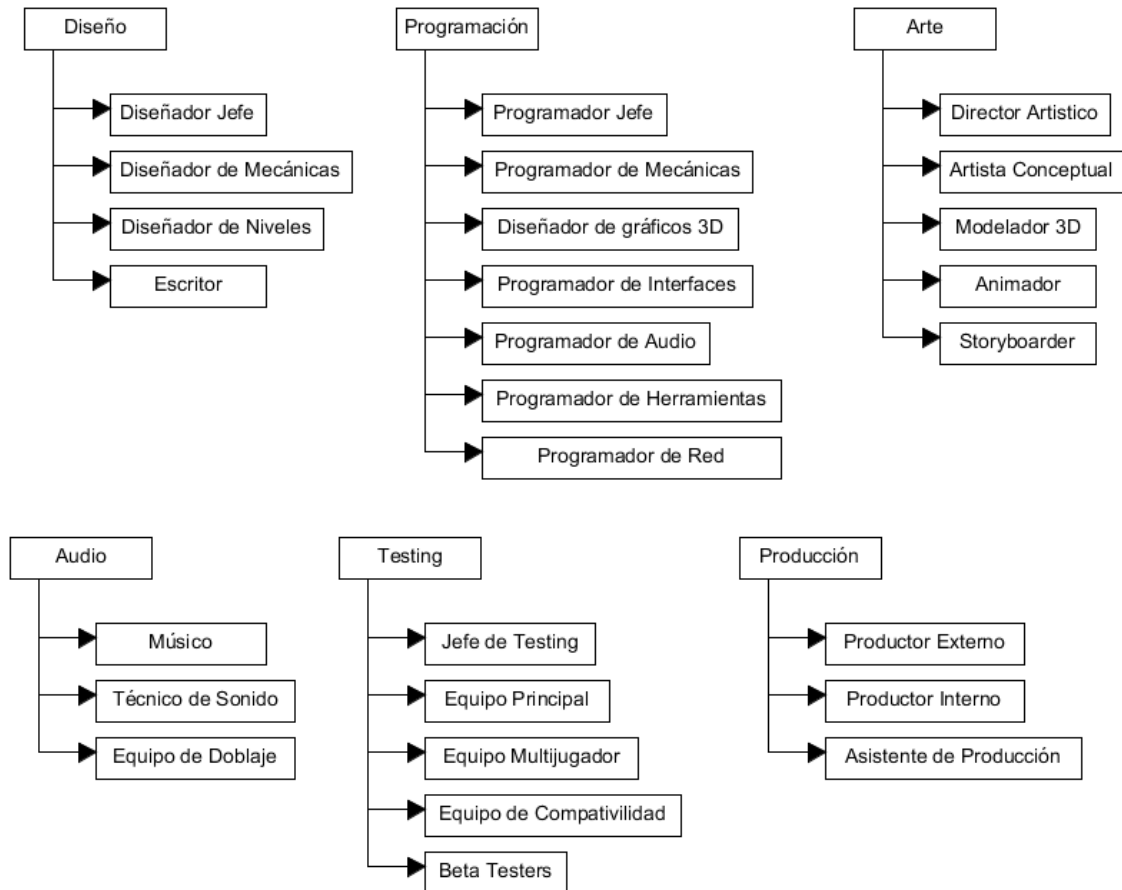 Diseño
Diseñador Jefe
Diseñador de Mecánicas
Diseñador de Niveles
Escritor
Programación
Programador Jefe
Programador de Mecánicas
Diseñador de gráficos 3D
Programador de Interfaces
Programador de Audio
Programador de Herramientas
Programador de Red
Arte
Director Artistico
Artista Conceptual
Modelador 3D
Animador
Storyboarder
Audio
Músico
Técnico de Sonido
Equipo de Doblaje
Testing
Jefe de Testing
Equipo Principal
Equipo Multijugador
Equipo de Compativilidad
Beta Testers
Producción
Productor Externo
Productor Interno
Asistente de Producción